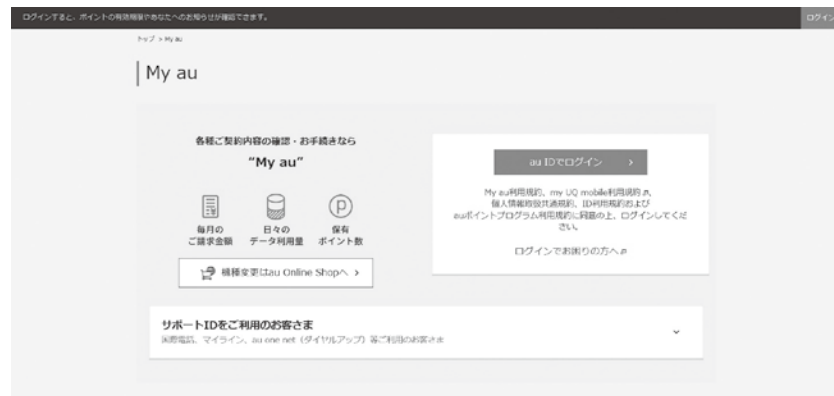 ログインすると、ポイントの有効期限やあなたへのお知らせが確認できます。
ログイン
トップ > My au
My au
各種ご契約内容の確認・お手続きなら
“My au”
毎月の
ご請求金額
日々の
データ利用量
保有
ポイント数
機種変更はau Online Shopへ
au IDでログイン
My au利用規約、my UQ mobile利用規約、
個人情報取扱共通規約、ID利用規約および
auポイントプログラム利用規約に同意の上、ログインしてくだ
さい。
ログインでお困りの方へ
サポートIDをご利用のお客さま
国際電話、マイライン、au one net（ダイヤルアップ）等ご利用のお客さま